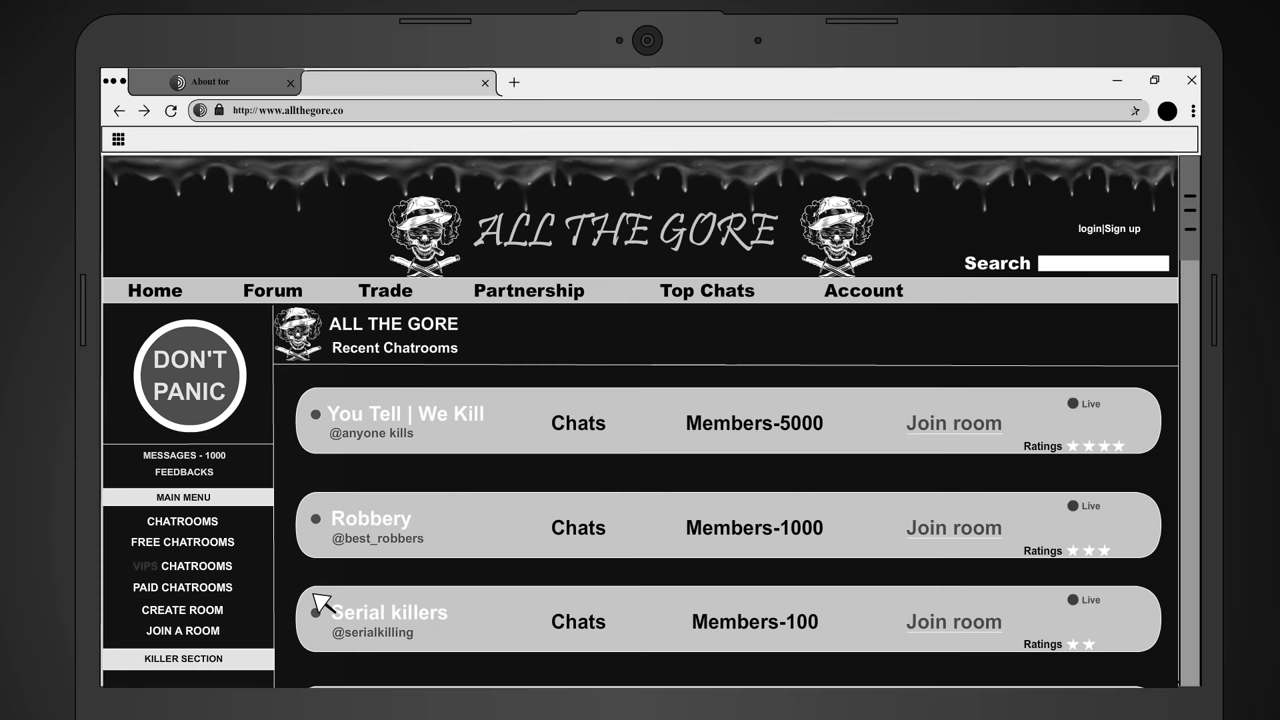 About tor
http://www.allthegore.co
ALL THE GORE
login|Sign up
Search
Home Forum Trade Partnership Top Chats Account
DON'T
PANIC
ALL THE GORE
Recent Chatrooms
MESSAGES - 1000
FEEDBACKS
MAIN MENU
CHATROOMS
FREE CHATROOMS
VIPS CHATROOMS
PAID CHATROOMS
CREATE ROOM
JOIN A ROOM
KILLER SECTION
You Tell | We Kill
@anyone kills
Chats
Members-5000
Join room
Live
Ratings
Robbery
@best_robbers
Chats
Members-1000
Join room
Live
Ratings
Serial killers
@serialkilling
Chats
Members-100
Join room
Live
Ratings